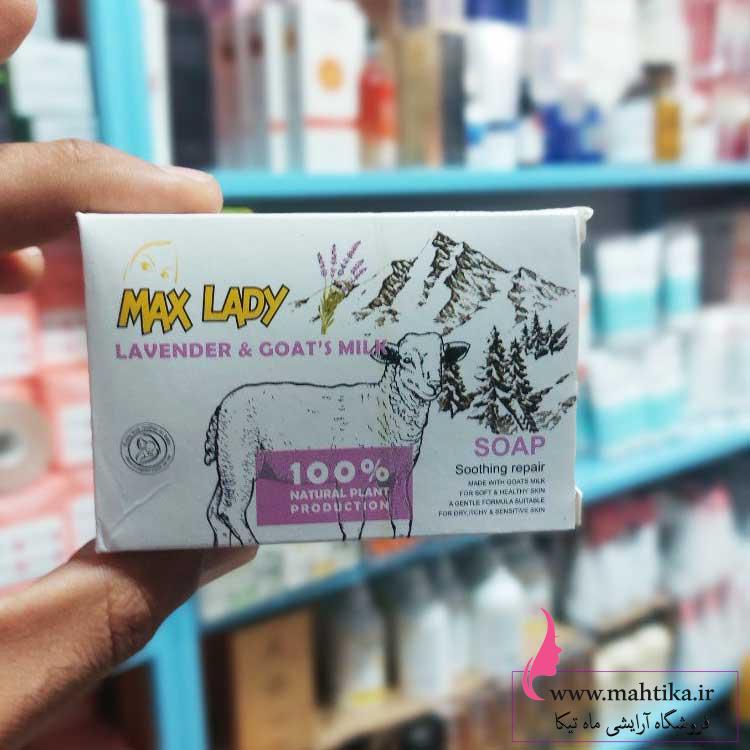 MAX LADY
LAVENDER & GOAT'S MILK
100%
NATURAL PLANT
PRODUCTION
SOAP
Soothing repair
MADE WITH GOATS MILK
FOR SOFT & HEALTHY SKIN
A GENTLE FORMULA SUITABLE
FOR DRY,ITCHY & SENSITIVE SKIN
www.mahtika.ir
فروشگاه آرایشی ماه تیکا